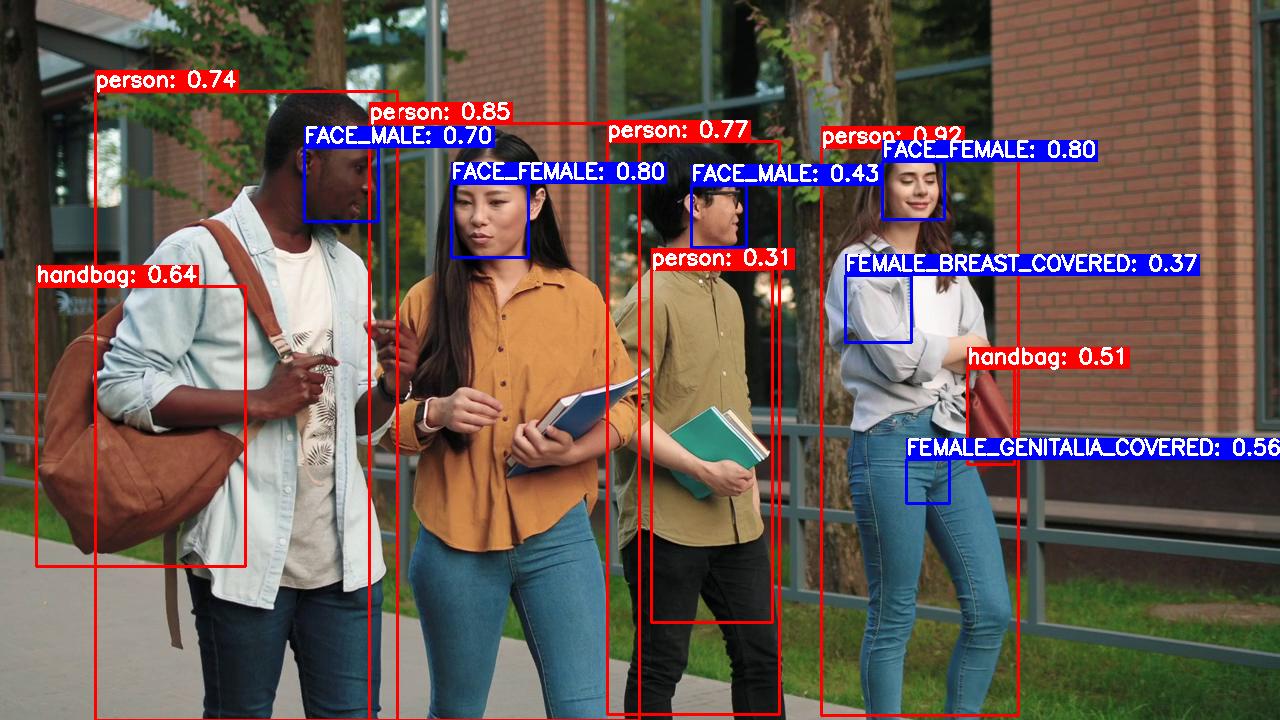 person: 0.74
person: 0.85
person: 0.77
person: 0.92
FACE_MALE: 0.70
FACE_FEMALE: 0.80
FACE_FEMALE: 0.80
FACE_MALE: 0.43
person: 0.31
FEMALE_BREAST_COVERED: 0.37
handbag: 0.64
handbag: 0.51
FEMALE_GENITALIA_COVERED: 0.56